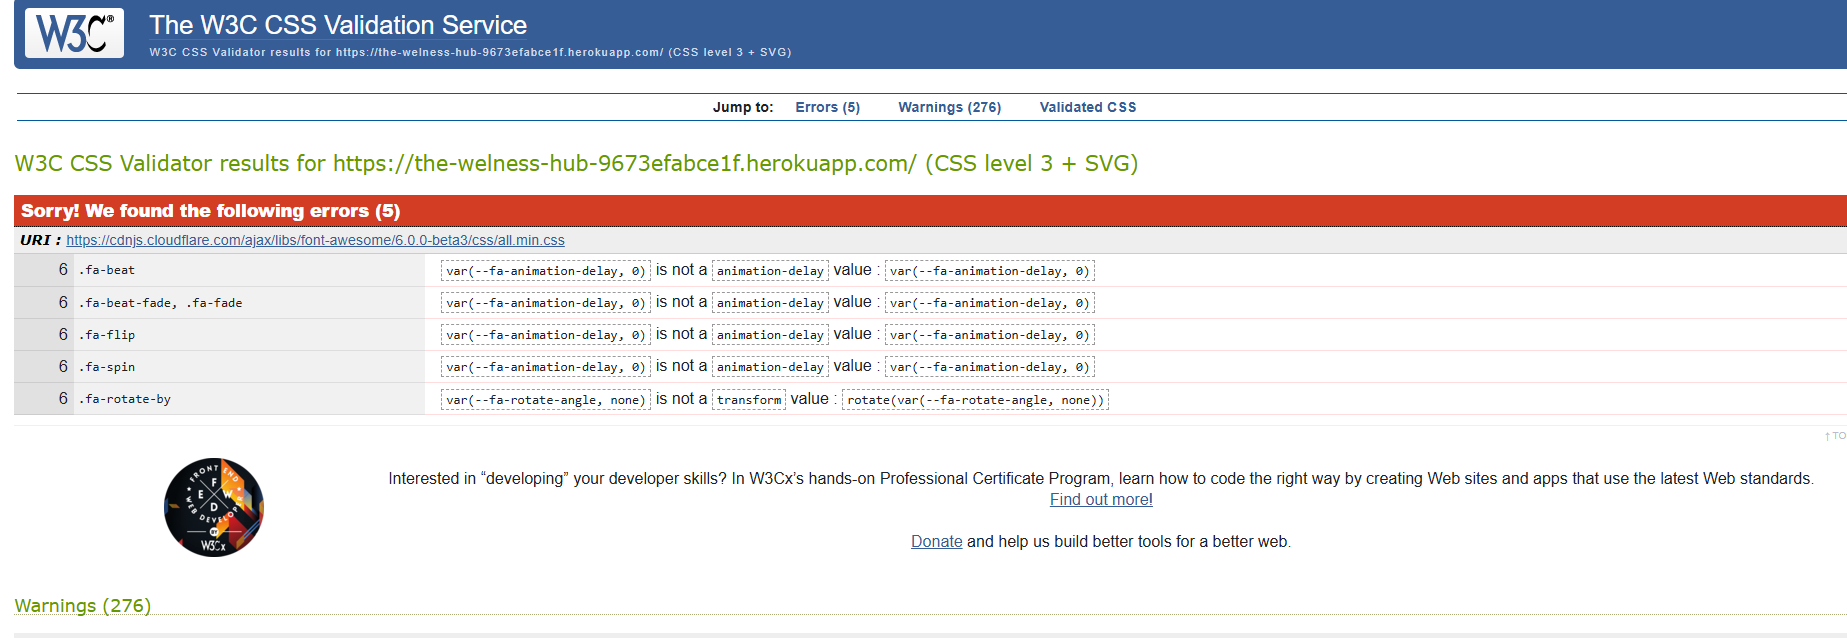 W3C®
The W3C CSS Validation Service
W3C CSS Validator results for https://the-welness-hub-9673efabce1f.herokuapp.com/ (CSS level 3 + SVG)
Jump to: Errors (5) Warnings (276) Validated CSS
W3C CSS Validator results for https://the-welness-hub-9673efabce1f.herokuapp.com/ (CSS level 3 + SVG)
Sorry! We found the following errors (5)
URI : https://cdnjs.cloudflare.com/ajax/libs/font-awesome/6.0.0-beta3/css/all.min.css
6 .fa-beat var(--fa-animation-delay, 0) is not a animation-delay value : var(--fa-animation-delay, 0)
6 .fa-beat-fade, .fa-fade var(--fa-animation-delay, 0) is not a animation-delay value : var(--fa-animation-delay, 0)
6 .fa-flip var(--fa-animation-delay, 0) is not a animation-delay value : var(--fa-animation-delay, 0)
6 .fa-spin var(--fa-animation-delay, 0) is not a animation-delay value : var(--fa-animation-delay, 0)
6 .fa-rotate-by var(--fa-rotate-angle, none) is not a transform value : rotate(var(--fa-rotate-angle, none))
↑ TO
FRONT END
F
E W
D
WEB DEVELOPER
BY
W3Cx
Interested in “developing” your developer skills? In W3Cx’s hands-on Professional Certificate Program, learn how to code the right way by creating Web sites and apps that use the latest Web standards.
Find out more!
Donate and help us build better tools for a better web.
Warnings (276)